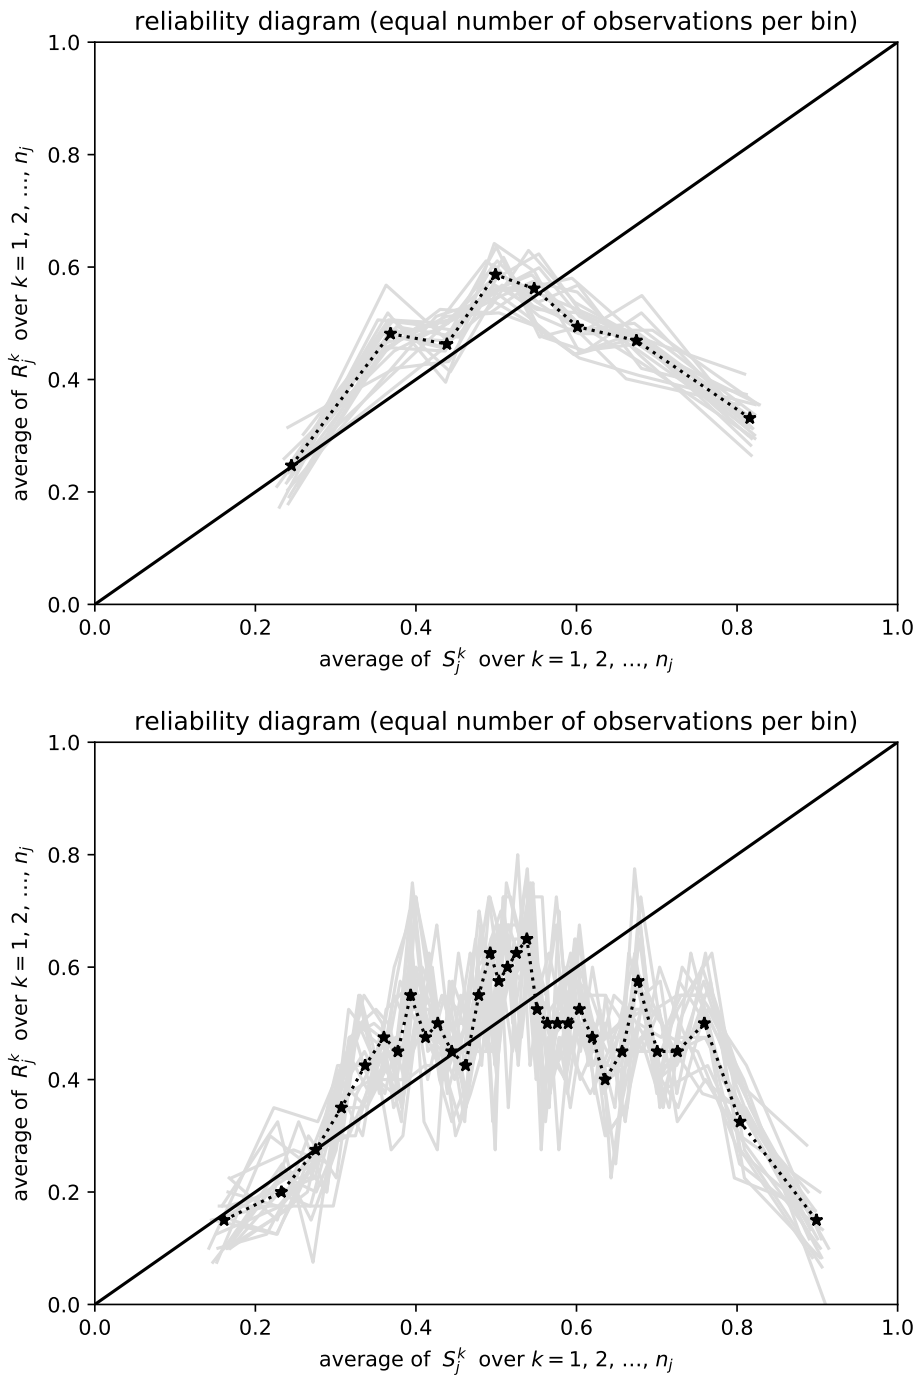 reliability diagram (equal number of observations per bin)
1.0
0.8
0.6
0.4
0.2
0.0
average of R_j^k over k = 1, 2, ..., n_j
0.0 0.2 0.4 0.6 0.8 1.0
average of S_j^k over k = 1, 2, ..., n_j
reliability diagram (equal number of observations per bin)
1.0
0.8
0.6
0.4
0.2
0.0
average of R_j^k over k = 1, 2, ..., n_j
0.0 0.2 0.4 0.6 0.8 1.0
average of S_j^k over k = 1, 2, ..., n_j